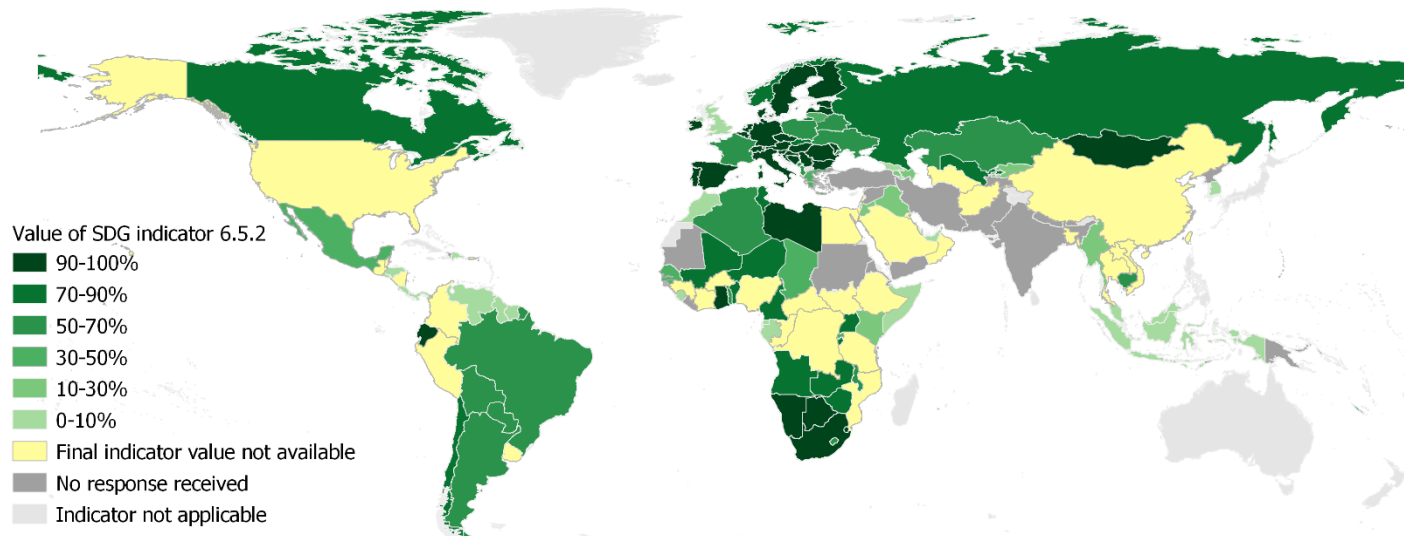 Value of SDG indicator 6.5.2
90-100%
70-90%
50-70%
30-50%
10-30%
0-10%
Final indicator value not available
No response received
Indicator not applicable